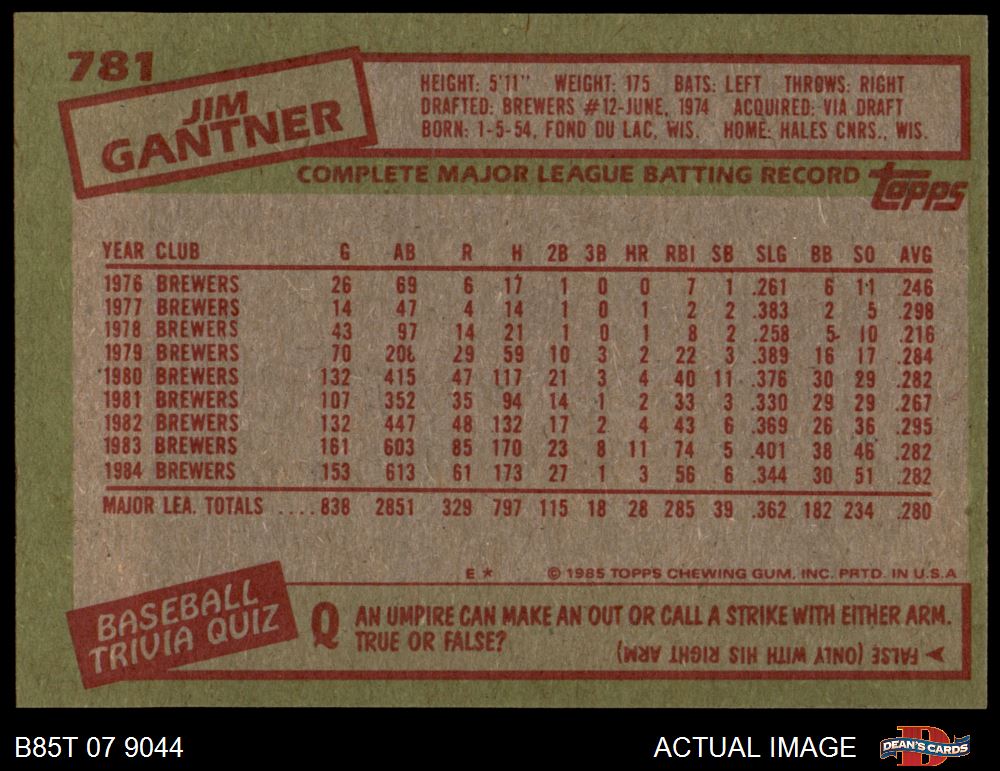 781
JIM
GANTNER
HEIGHT: 5'11" WEIGHT: 175 BATS: LEFT THROWS: RIGHT
DRAFTED: BREWERS #12-JUNE, 1974 ACQUIRED: VIA DRAFT
BORN: 1-5-54, FOND DU LAC, WIS. HOME: HALES CNRS., WIS.
COMPLETE MAJOR LEAGUE BATTING RECORD
topps
YEAR CLUB G AB R H 2B 3B HR RBI SB SLG BB SO AVG
1976 BREWERS 26 69 6 17 1 0 0 7 1 .261 6 11 .246
1977 BREWERS 14 47 4 14 1 0 1 2 2 .383 2 5 .298
1978 BREWERS 43 97 14 21 1 0 1 8 2 .258 5 10 .216
1979 BREWERS 70 208 29 59 10 3 2 22 3 .389 16 17 .284
1980 BREWERS 132 415 47 117 21 3 4 40 11 .376 30 29 .282
1981 BREWERS 107 352 35 94 14 1 2 33 3 .330 29 29 .267
1982 BREWERS 132 447 48 132 17 2 4 43 6 .369 26 36 .295
1983 BREWERS 161 603 85 170 23 8 11 74 5 .401 38 46 .282
1984 BREWERS 153 613 61 173 27 1 3 56 6 .344 30 51 .282
MAJOR LEA. TOTALS ....838 2851 329 797 115 18 28 285 39 .362 182 234 .280
E * © 1985 TOPPS CHEWING GUM, INC. PRTD. IN U.S.A
BASEBALL
TRIVIA QUIZ
Q AN UMPIRE CAN MAKE AN OUT OR CALL A STRIKE WITH EITHER ARM.
TRUE OR FALSE?
FALSE (ONLY WITH HIS RIGHT ARM)
B85T 07 9044
ACTUAL IMAGE
D
DEAN'S CARDS